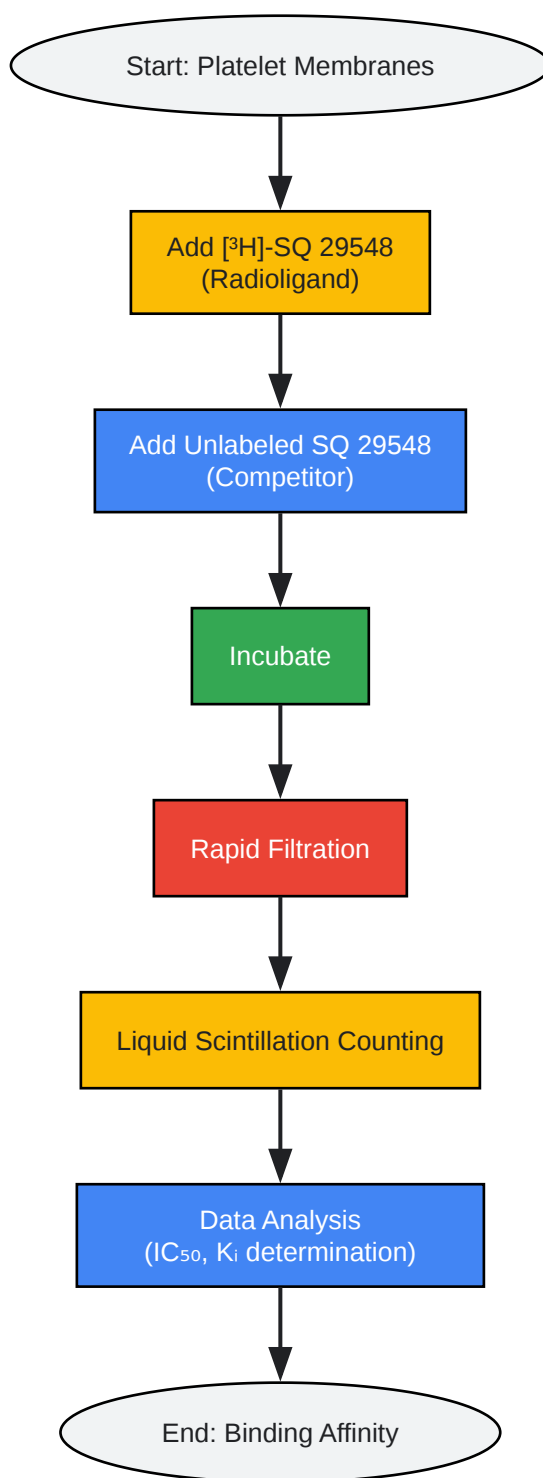 Start: Platelet Membranes
Add [³H]-SQ 29548
(Radioligand)
Add Unlabeled SQ 29548
(Competitor)
Incubate
Rapid Filtration
Liquid Scintillation Counting
Data Analysis
(IC₅₀, Kᵢ determination)
End: Binding Affinity